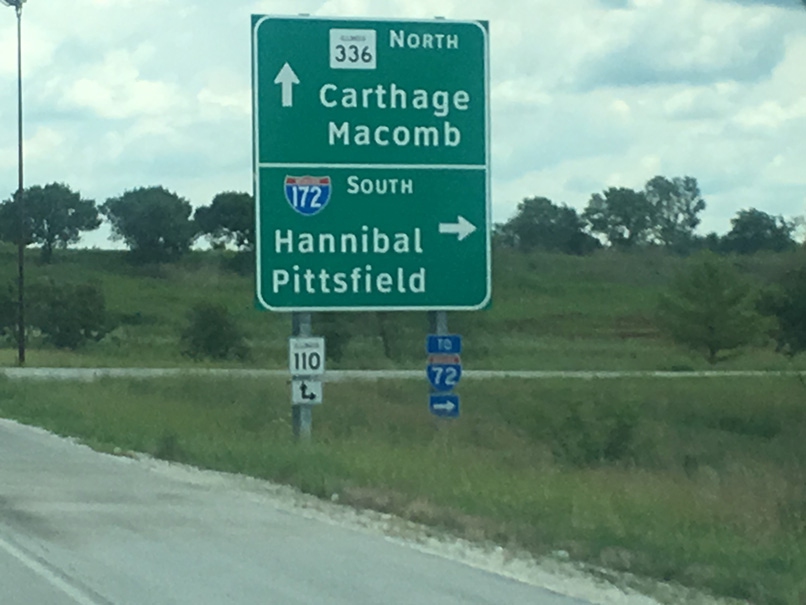 ILLINOIS
336 NORTH
Carthage
Macomb
172 SOUTH
Hannibal
Pittsfield
ILLINOIS
110
TO
72